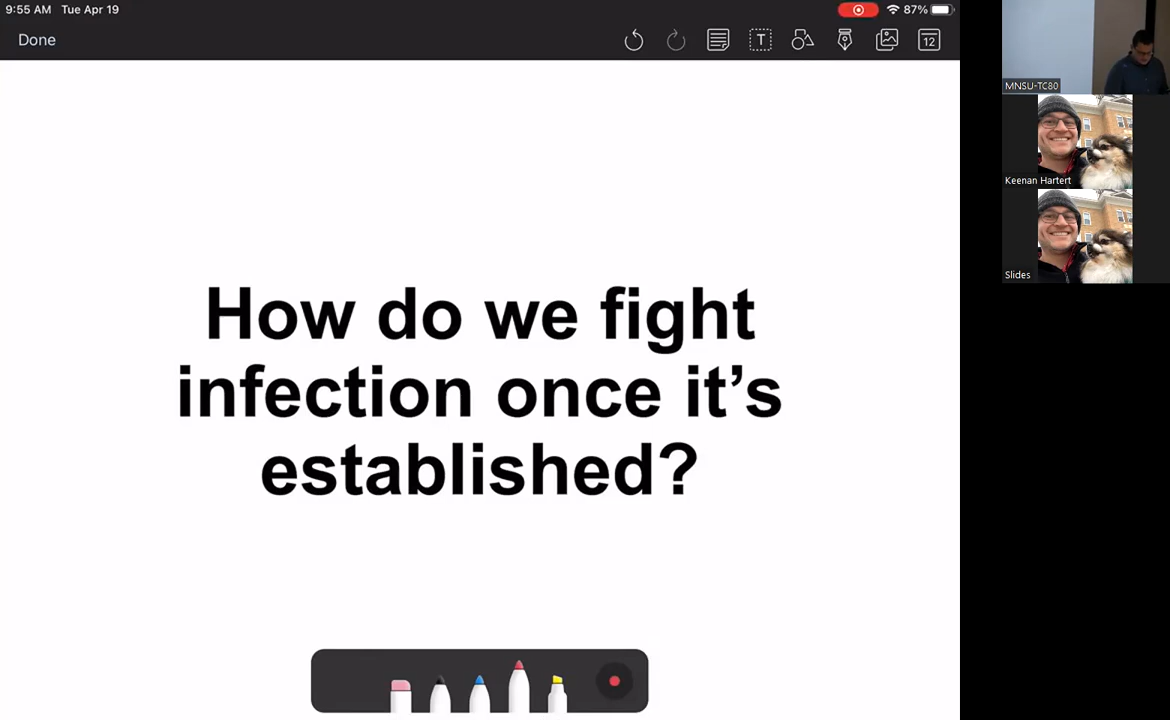 9:55 AM Tue Apr 19
87%
Done
T
12
How do we fight
infection once it's
established?
MNSU-TC80
Keenan Hartert
Slides